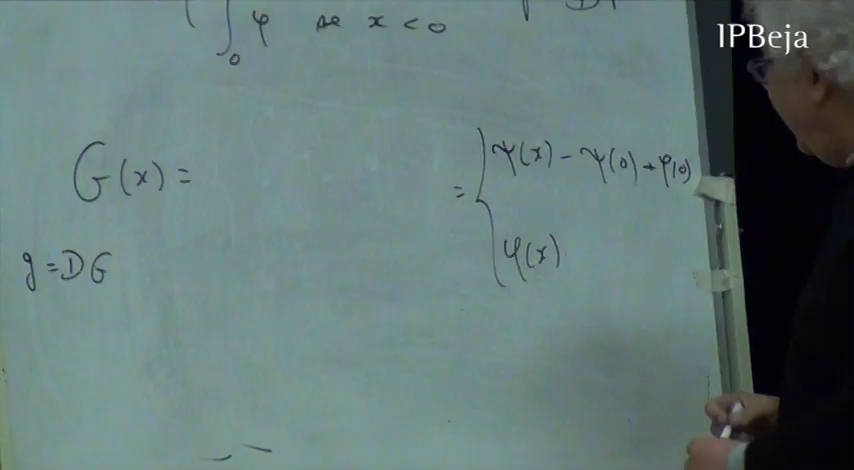 ∫₀ φ se x < 0
IPBeja
G(x) = = { ψ(x) - ψ(0) + φ(0)
φ(x)
g = DG